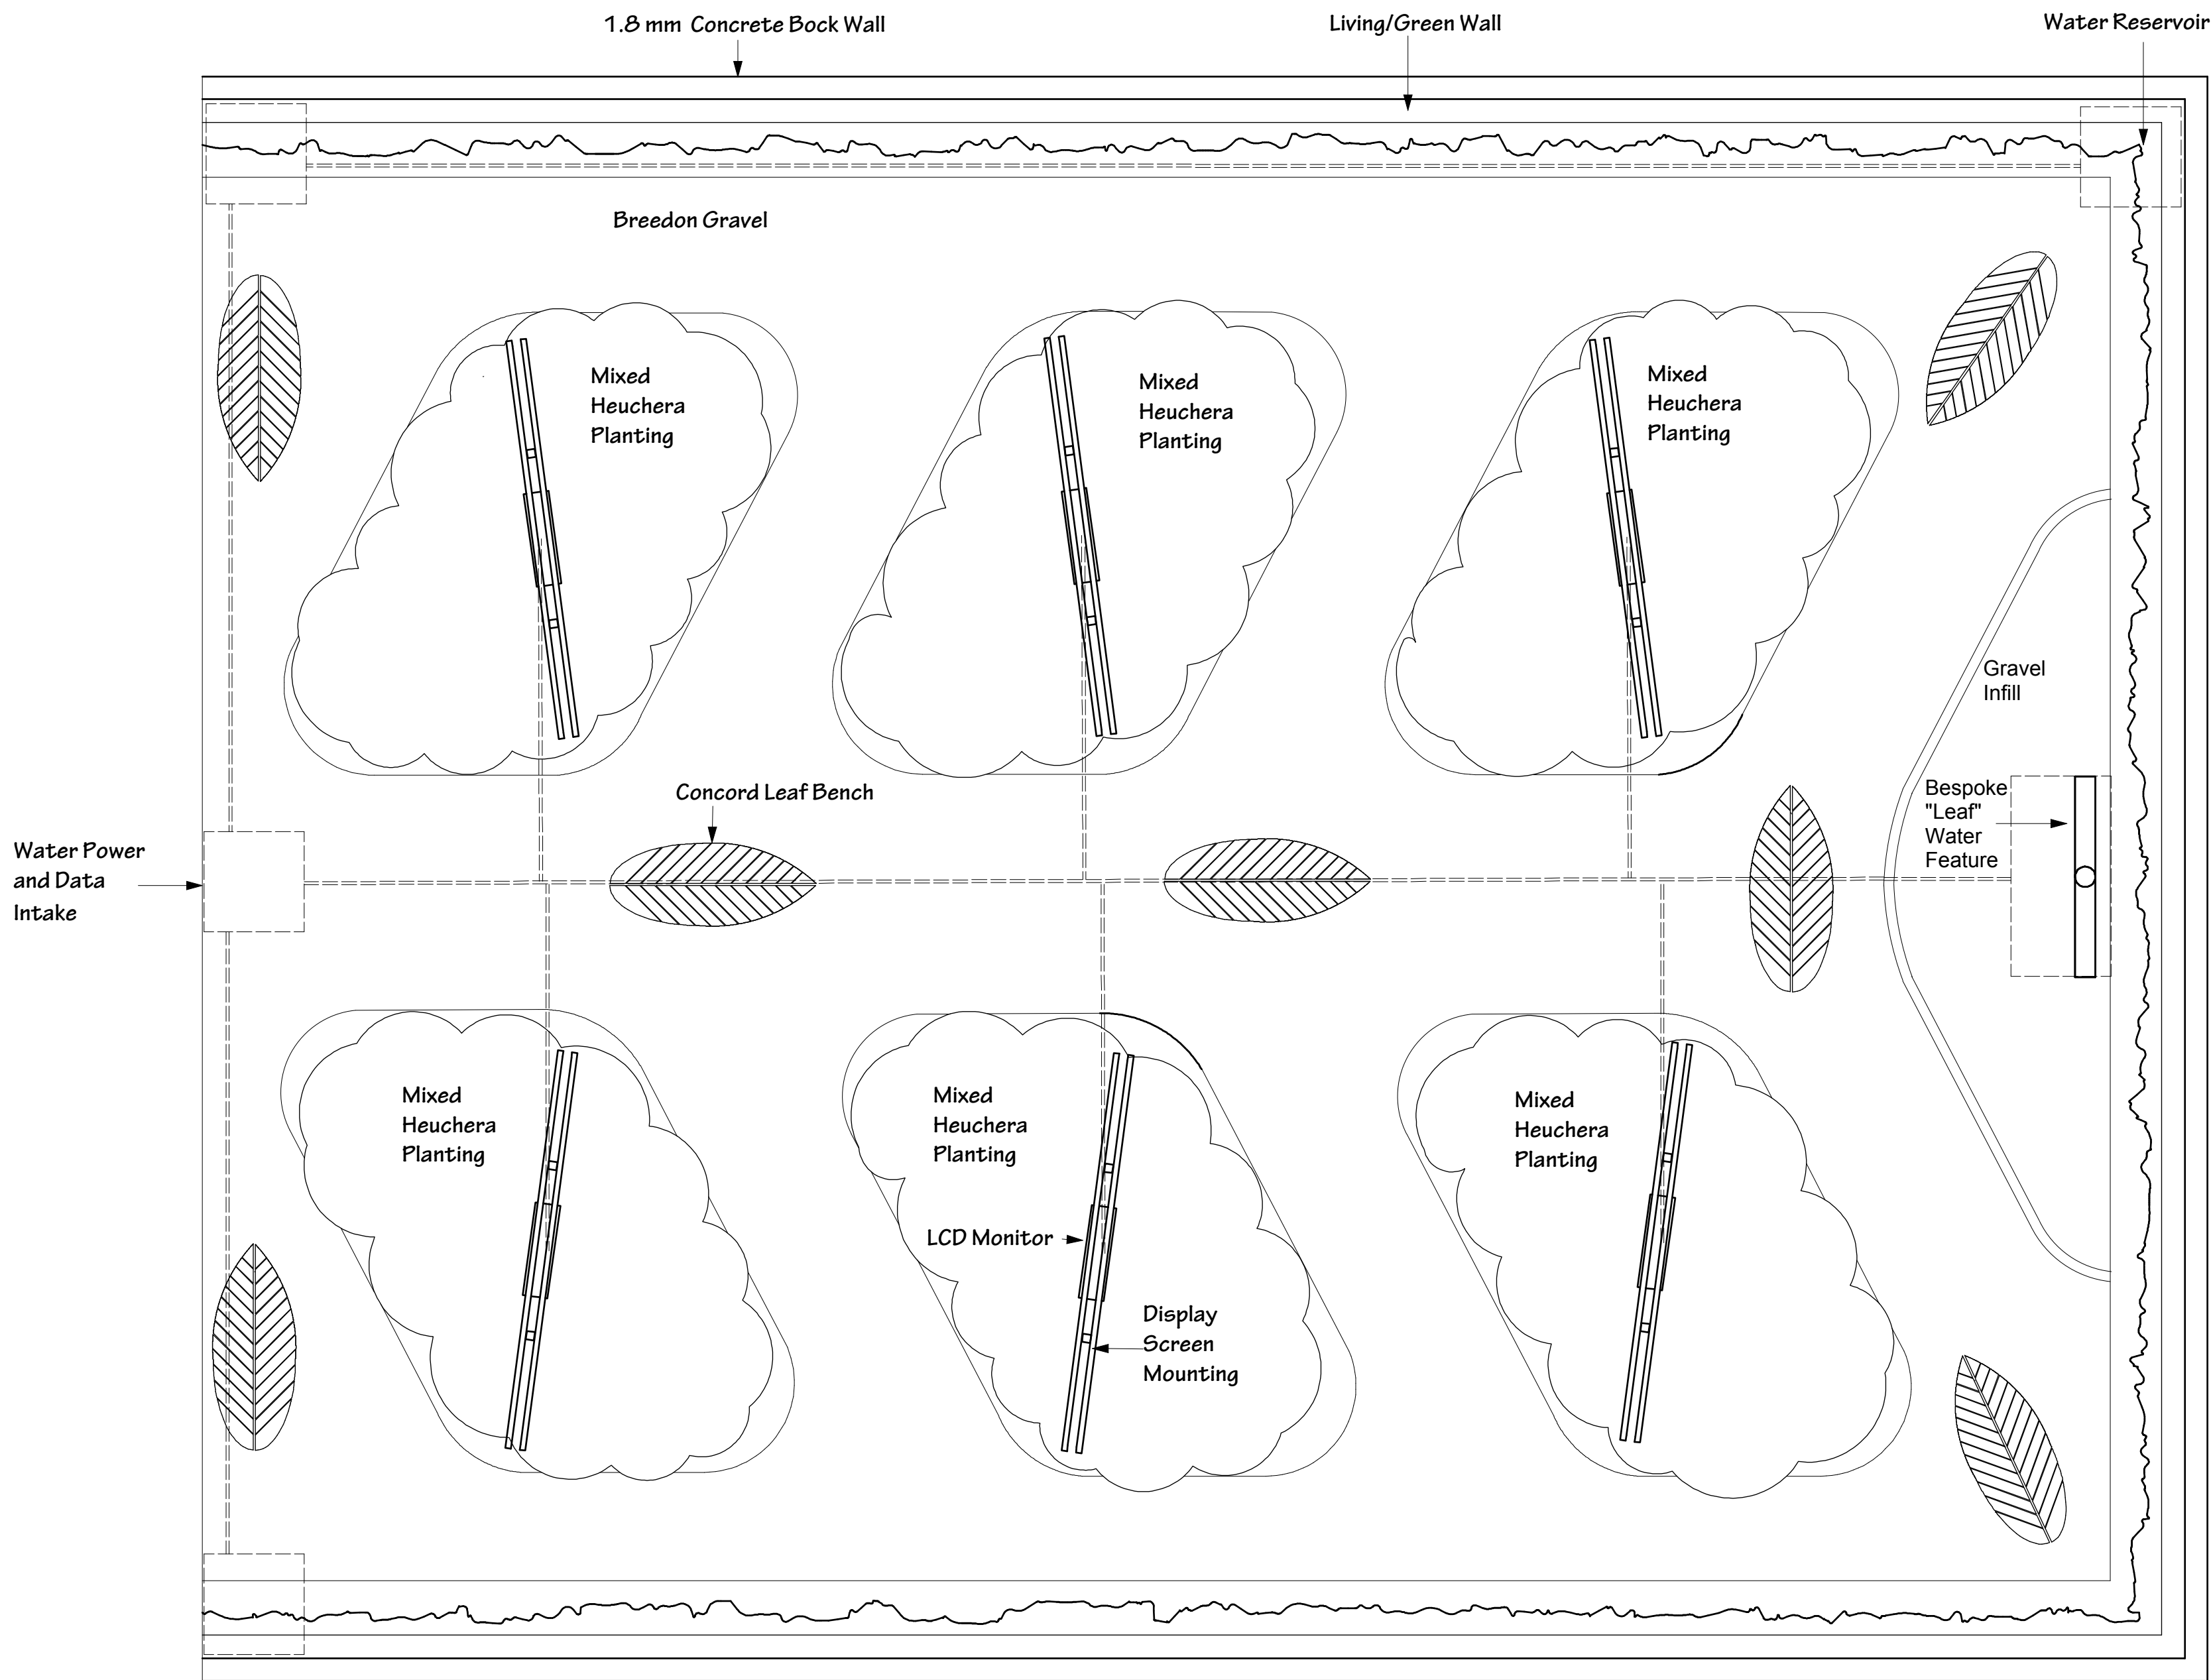 1.8 mm Concrete Bock Wall
Living/Green Wall
Water Reservoir
Breedon Gravel
Mixed
Heuchera
Planting
Mixed
Heuchera
Planting
Mixed
Heuchera
Planting
Gravel
Infill
Concord Leaf Bench
Bespoke
"Leaf"
Water
Feature
Water Power
and Data
Intake
Mixed
Heuchera
Planting
Mixed
Heuchera
Planting
Mixed
Heuchera
Planting
LCD Monitor
Display
Screen
Mounting